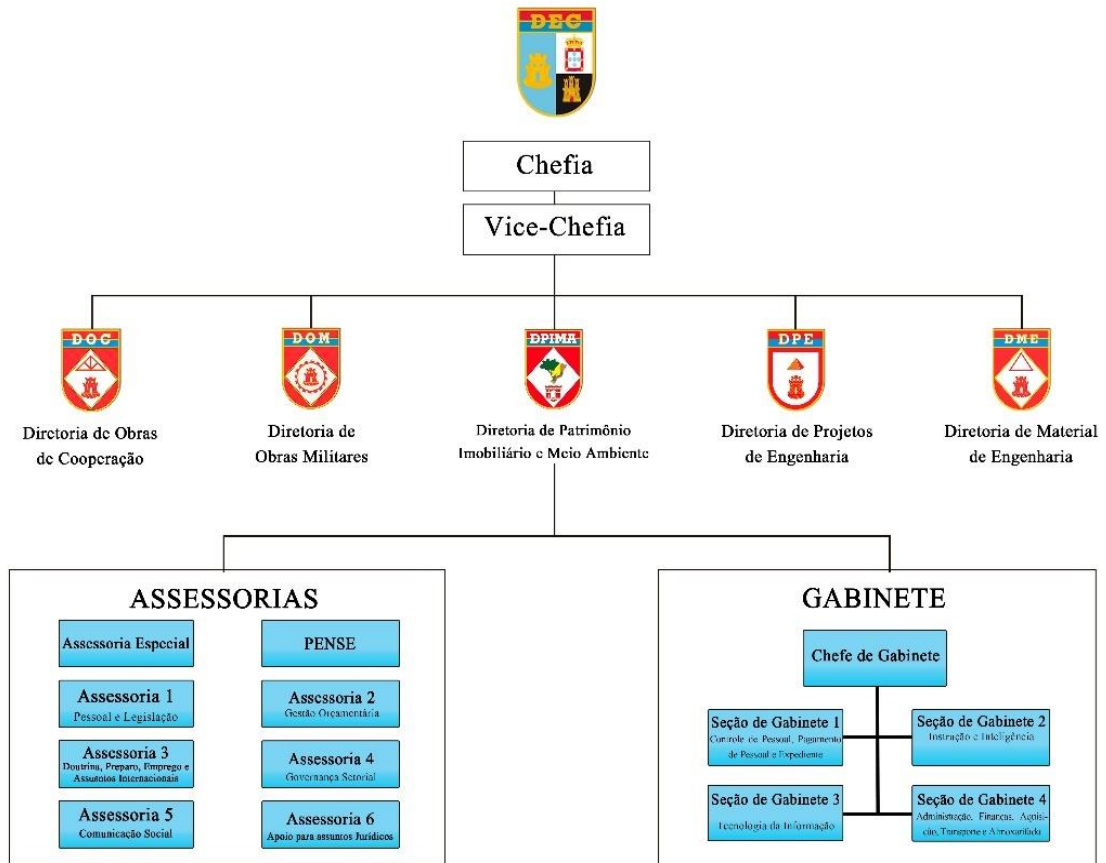 DEC
Chefia
Vice-Chefia
DOC
DOM
DPIMA
DPE
DME
Diretoria de Obras
de Cooperação
Diretoria de
Obras Militares
Diretoria de Patrimônio
Imobiliário e Meio Ambiente
Diretoria de Projetos
de Engenharia
Diretoria de Material
de Engenharia
ASSESSORIAS
Assessoria Especial
PENSE
Assessoria 1
Pessoal e Legislação
Assessoria 2
Gestão Orçamentária
Assessoria 3
Doutrina, Preparo, Emprego e
Assuntos Internacionais
Assessoria 4
Governança Setorial
Assessoria 5
Comunicação Social
Assessoria 6
Apoio para assuntos Jurídicos
GABINETE
Chefe de Gabinete
Seção de Gabinete 1
Controle de Pessoal, Pagamento
de Pessoal e Expediente
Seção de Gabinete 2
Instrução e Inteligência
Seção de Gabinete 3
Tecnologia da Informação
Seção de Gabinete 4
Administração, Finanças, Aquisi-
ção, Transporte e Almoxarifado